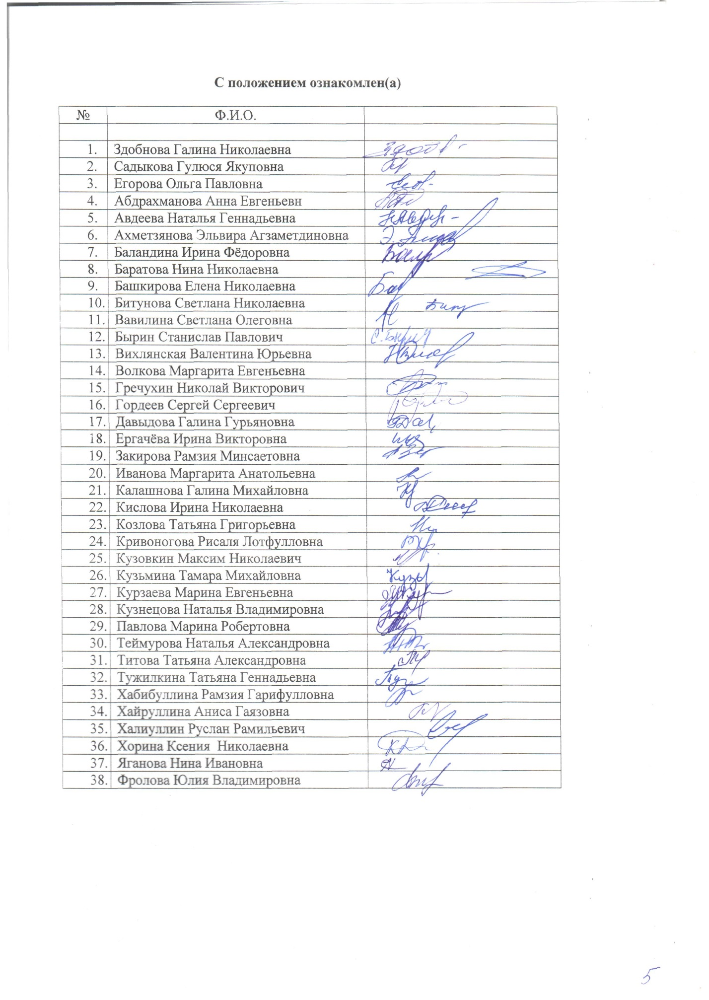 С положением ознакомлен(а)
№ Ф.И.О.
1. Здобнова Галина Николаевна
2. Садыкова Гулюся Якуповна
3. Егорова Ольга Павловна
4. Абдрахманова Анна Евгеньевн
5. Авдеева Наталья Геннадьевна
6. Ахметзянова Эльвира Агзаметдиновна
7. Баландина Ирина Фёдоровна
8. Баратова Нина Николаевна
9. Башкирова Елена Николаевна
10. Битунова Светлана Николаевна
11. Вавилина Светлана Олеговна
12. Бырин Станислав Павлович
13. Вихлянская Валентина Юрьевна
14. Волкова Маргарита Евгеньевна
15. Гречухин Николай Викторович
16. Гордеев Сергей Сергеевич
17. Давыдова Галина Гурьяновна
18. Ергачёва Ирина Викторовна
19. Закирова Рамзия Минсаетовна
20. Иванова Маргарита Анатольевна
21. Калашнова Галина Михайловна
22. Кислова Ирина Николаевна
23. Козлова Татьяна Григорьевна
24. Кривоногова Рисаля Лотфулловна
25. Кузовкин Максим Николаевич
26. Кузьмина Тамара Михайловна
27. Курзаева Марина Евгеньевна
28. Кузнецова Наталья Владимировна
29. Павлова Марина Робертовна
30. Теймурова Наталья Александровна
31. Титова Татьяна Александровна
32. Тужилкина Татьяна Геннадьевна
33. Хабибуллина Рамзия Гарифулловна
34. Хайруллина Аниса Гаязовна
35. Халиуллин Руслан Рамильевич
36. Хорина Ксения Николаевна
37. Яганова Нина Ивановна
38. Фролова Юлия Владимировна
5